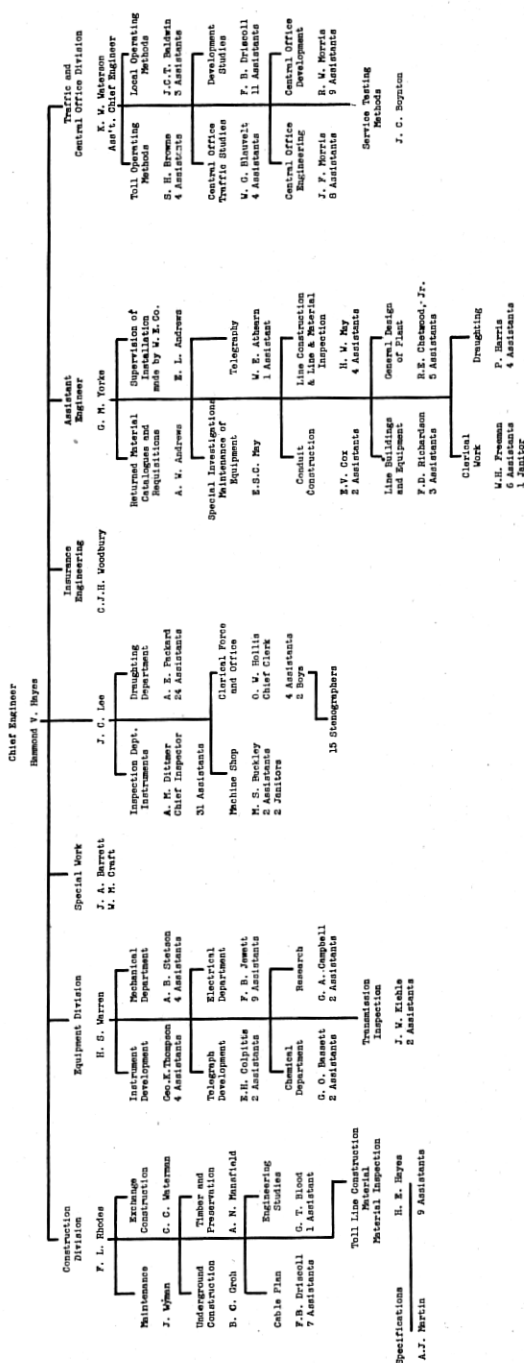 Chief Engineer
Hammond V. Hayes
Construction
Division
F. L. Rhodes
Maintenance
J. Wyman
Exchange
Construction
C. C. Waterman
Underground
Construction
B. C. Groh
Timber and
Preservation
A. N. Mansfield
Cable Plan
F.B. Driscoll
7 Assistants
Engineering
Studies
G. T. Blood
1 Assistant
Toll Line Construction
Material
Material Inspection
Specifications
A.J. Martin
H. E. Hayes
9 Assistants
Equipment Division
H. S. Warren
Instrument
Development
Geo.K.Thompson
4 Assistants
Mechanical
Department
A. B. Stetson
4 Assistants
Telegraph
Development
E.H. Colpitts
2 Assistants
Electrical
Department
F. B. Jewett
9 Assistants
Chemical
Department
G. O. Bassett
2 Assistants
Research
G. A. Campbell
2 Assistants
Transmission
Inspection
J. W. Kiehle
2 Assistants
Special Work
J. A. Barrett
W. M. Craft
J. C. Lee
Inspection Dept.
Instruments
A. M. Dittmer
Chief Inspector
31 Assistants
Draughting
Department
A. E. Packard
24 Assistants
Machine Shop
M. S. Buckley
2 Assistants
2 Janitors
Clerical Force
and Office
O. W. Hollis
Chief Clerk
4 Assistants
2 Boys
15 Stenographers
Insurance
Engineering
C.J.H. Woodbury
Assistant
Engineer
G. M. Yorke
Returned Material
Catalogues and
Requisitions
A. W. Andrews
Supervision of
Installation
made by W. E. Co.
E. L. Andrews
Special Investigations
Maintenance of
Equipment
E.S.C. May
Telegraphy
W. E. Athearn
1 Assistant
Conduit
Construction
E.V. Cox
2 Assistants
Line Construction
& Line & Material
Inspection
H. W. May
4 Assistants
Line Buildings
and Equipment
F.D. Richardson
3 Assistants
General Design
of Plant
R.E. Chetwood, Jr.
5 Assistants
Clerical
Work
W.H. Freeman
6 Assistants
1 Janitor
Draughting
P. Harris
4 Assistants
Traffic and
Central Office Division
K. W. Waterson
Ass't. Chief Engineer
Toll Operating
Methods
S. H. Browne
4 Assistants
Local Operating
Methods
J.C.T. Baldwin
3 Assistants
Central Office
Traffic Studies
W. G. Blauvelt
4 Assistants
Development
Studies
F. B. Driscoll
11 Assistants
Central Office
Engineering
J. F. Morris
8 Assistants
Central Office
Development
R. W. Morris
9 Assistants
Service Testing
Methods
J. C. Boynton